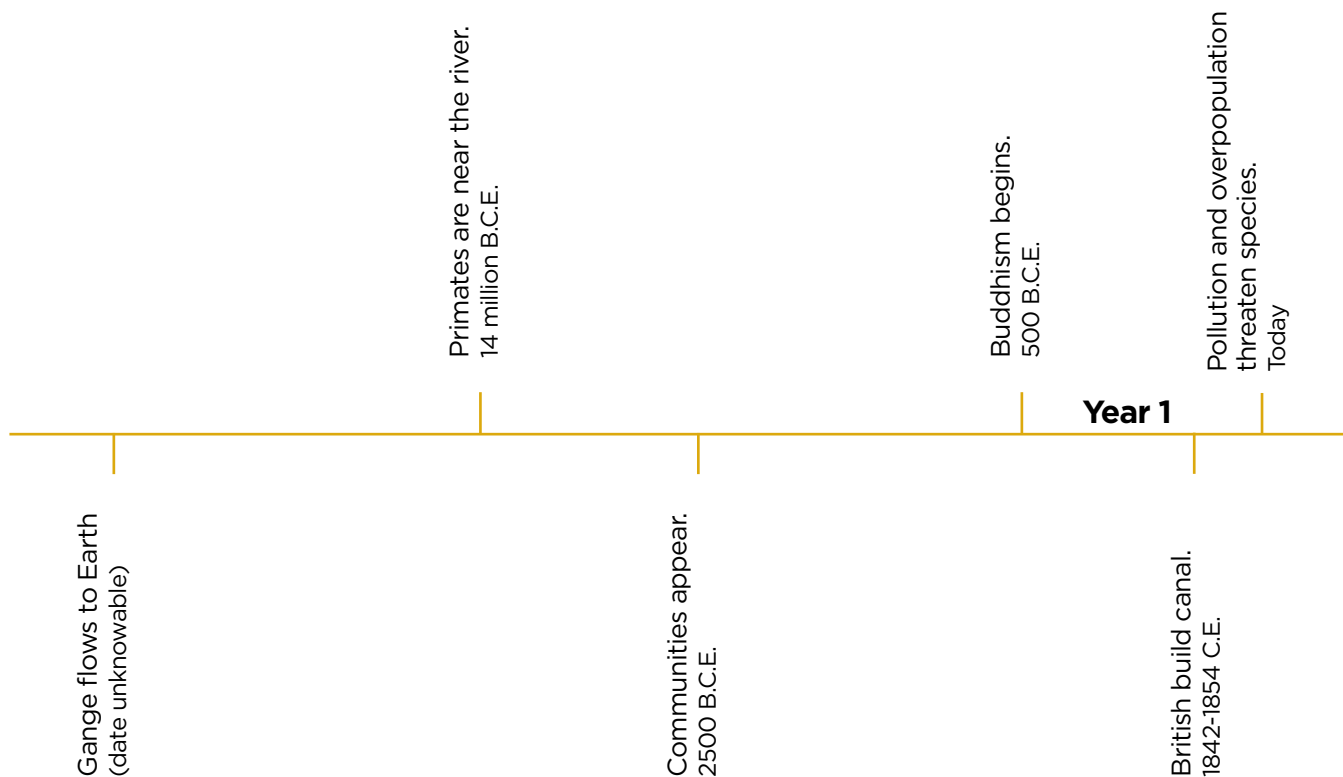 Gange flows to Earth
(date unknowable)
Primates are near the river.
14 million B.C.E.
Communities appear.
2500 B.C.E.
Buddhism begins.
500 B.C.E.
Year 1
British build canal.
1842-1854 C.E.
Pollution and overpopulation
threaten species.
Today